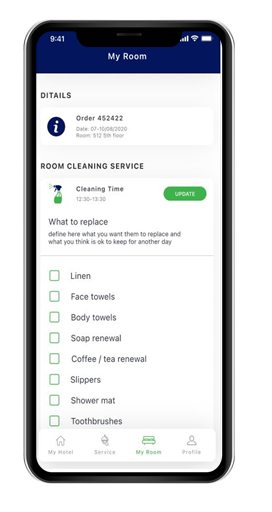 9:41
My Room
DITAILS
Order 452422
Date: 07-10/08/2020
Room: 512 5th floor
ROOM CLEANING SERVICE
Cleaning Time
12:30-13:30
UPDATE
What to replace
define here what you want them to replace and
what you think is ok to keep for another day
Linen
Face towels
Body towels
Soap renewal
Coffee / tea renewal
Slippers
Shower mat
Toothbrushes
My Hotel
Service
My Room
Profile